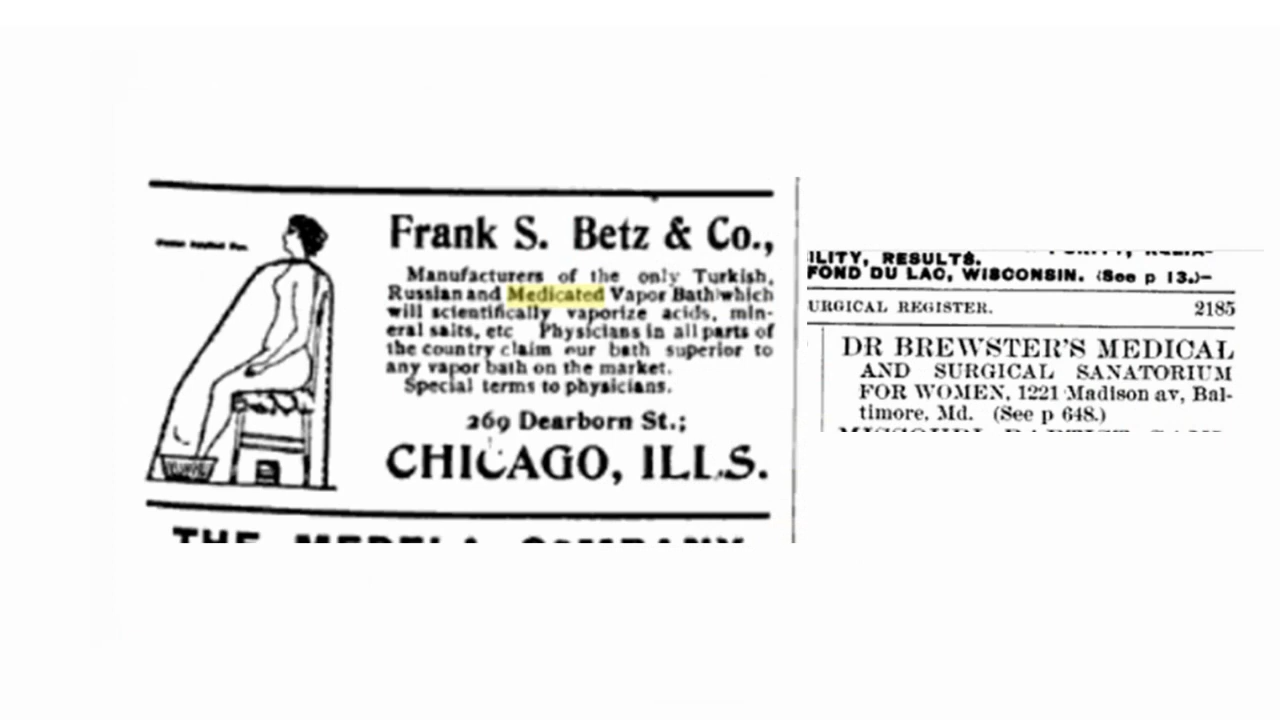 Frank S. Betz & Co.,
Manufacturers of the only Turkish,
Russian and Medicated Vapor Bath which
will scientifically vaporize acids, min-
eral salts, etc Physicians in all parts of
the country claim our bath superior to
any vapor bath on the market.
Special terms to physicians.
269 Dearborn St.;
CHICAGO, ILLS.
THE MEDELA COMPANY
ILITY, RESULTS.
FOND DU LAC, WISCONSIN. (See p 13.)—
URGICAL REGISTER. 2185
DR BREWSTER'S MEDICAL
AND SURGICAL SANATORIUM
FOR WOMEN, 1221 Madison av, Bal-
timore, Md. (See p 648.)